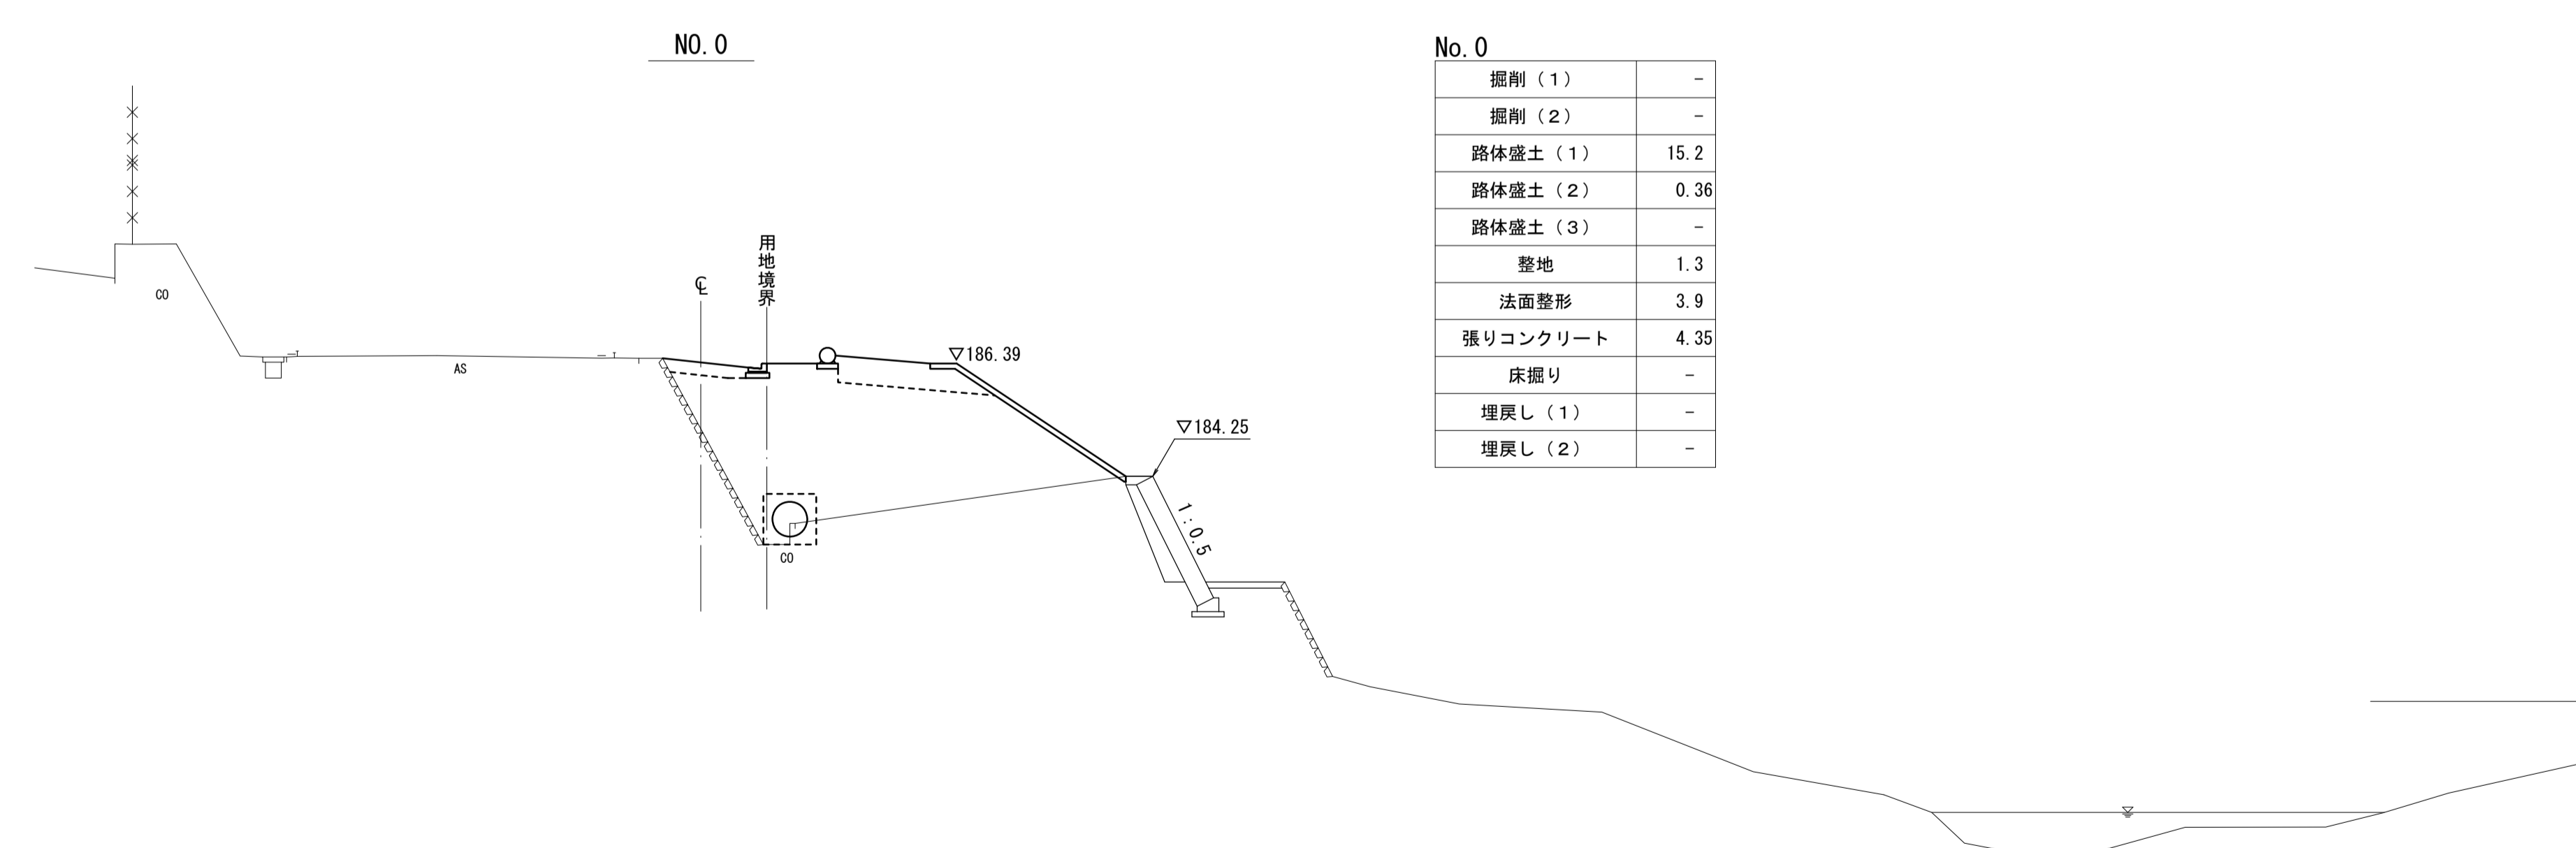 NO.0
No.0
掘削（１） -
掘削（２） -
路体盛土（１） 15.2
路体盛土（２） 0.36
路体盛土（３） -
整地 1.3
法面整形 3.9
張りコンクリート 4.35
床掘り -
埋戻し（１） -
埋戻し（２） -
CO
AS
℄
用地境界
▽186.39
▽184.25
1:0.5
CO